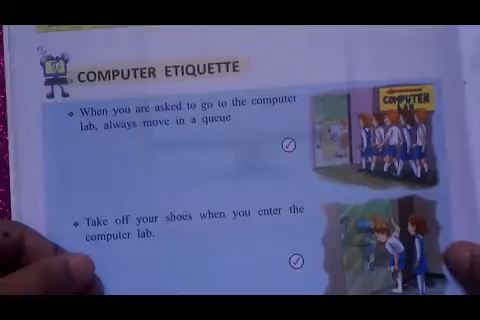 COMPUTER ETIQUETTE
When you are asked to go to the computer
lab, always move in a queue
COMPUTER
LAB
Take off your shoes when you enter the
computer lab.